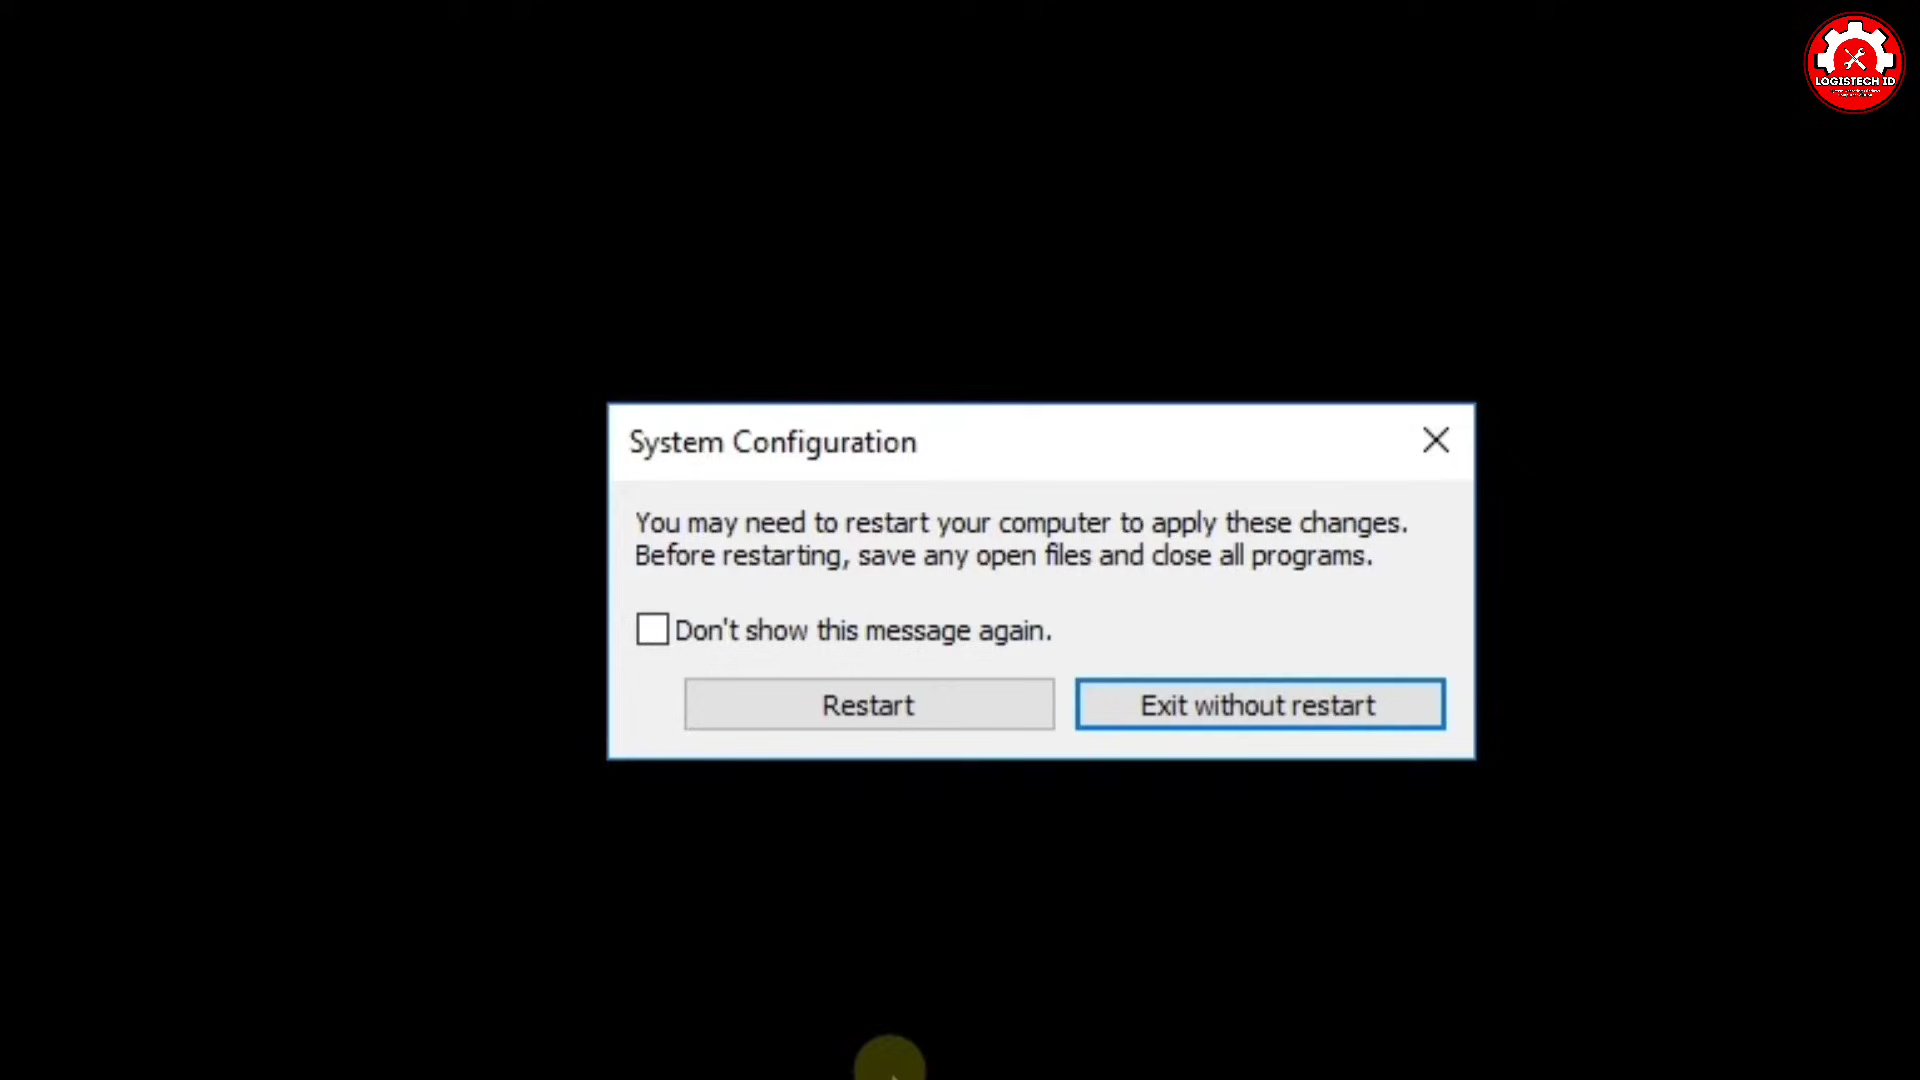 LOGISTECH ID
System Configuration
You may need to restart your computer to apply these changes.
Before restarting, save any open files and close all programs.
Don't show this message again.
Restart
Exit without restart